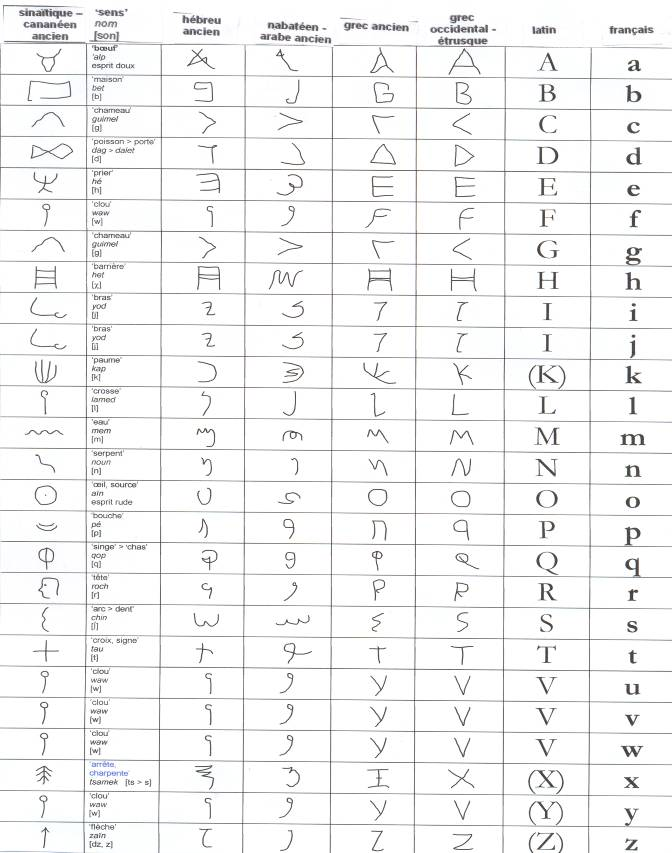 sinaïtique – cananéen ancien ‘sens’ nom [son] hébreu ancien nabatéen - arabe ancien grec ancien grec occidental - étrusque latin français
‘bœuf’ ’alp esprit doux A a
‘maison’ bet [b] B b
‘chameau’ guimel [g] C c
‘poisson > porte’ dag > dalet [d] D d
‘prier’ hé [h] E e
‘clou’ waw [w] F f
‘chameau’ guimel [g] G g
‘barrière’ het [χ] H h
‘bras’ yod [j] I i
‘bras’ yod [j] I j
‘paume’ kap [k] (K) k
‘crosse’ lamed [l] L l
‘eau’ mem [m] M m
‘serpent’ noun [n] N n
‘œil, source’ aïn esprit rude O o
‘bouche’ pé [p] P p
‘singe’ > ‘chas’ qop [q] Q q
‘tête’ roch [r] R r
‘arc > dent’ chin [ʃ] S s
‘croix, signe’ tau [t] T t
‘clou’ waw [w] V u
‘clou’ waw [w] V v
‘clou’ waw [w] V w
‘arrête, charpente’ tsamek [ts > s] (X) x
‘clou’ waw [w] (Y) y
‘flèche’ zaïn [dz, z] (Z) z